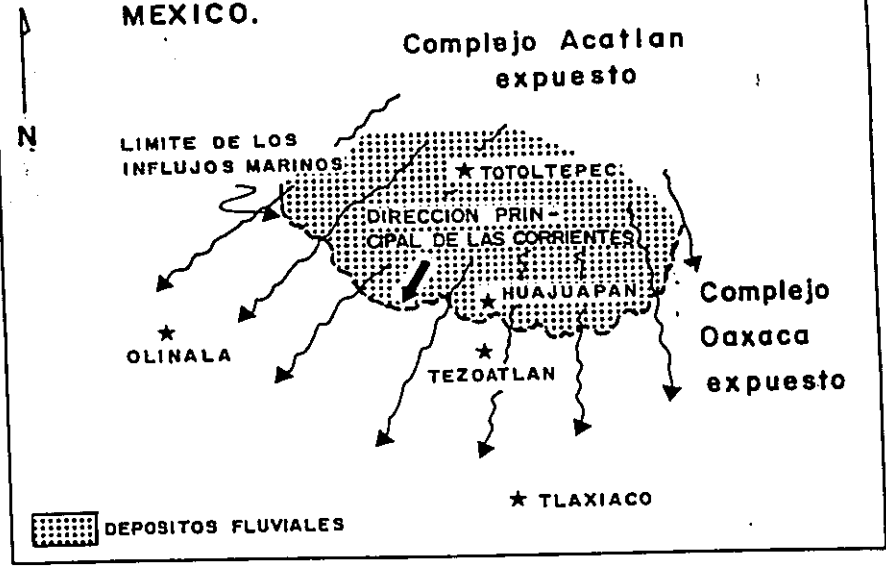 MEXICO.
Complejo Acatlan
expuesto
N
LIMITE DE LOS
INFLUJOS MARINOS
TOTOLTEPEC
DIRECCION PRIN-
CIPAL DE LAS CORRIENTES
HUAJUAPAN
Complejo
Oaxaca
expuesto
OLINALA
TEZOATLAN
TLAXIACO
DEPOSITOS FLUVIALES